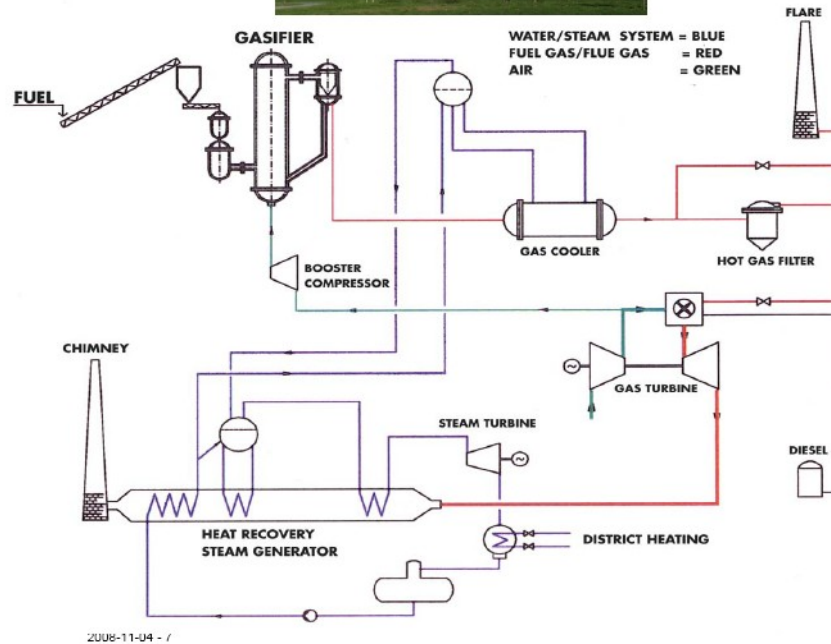 FLARE
WATER/STEAM SYSTEM = BLUE
FUEL GAS/FLUE GAS = RED
AIR = GREEN
GASIFIER
FUEL
GAS COOLER
HOT GAS FILTER
BOOSTER
COMPRESSOR
CHIMNEY
GAS TURBINE
STEAM TURBINE
DIESEL
HEAT RECOVERY
STEAM GENERATOR
DISTRICT HEATING
2008-11-04 - 7